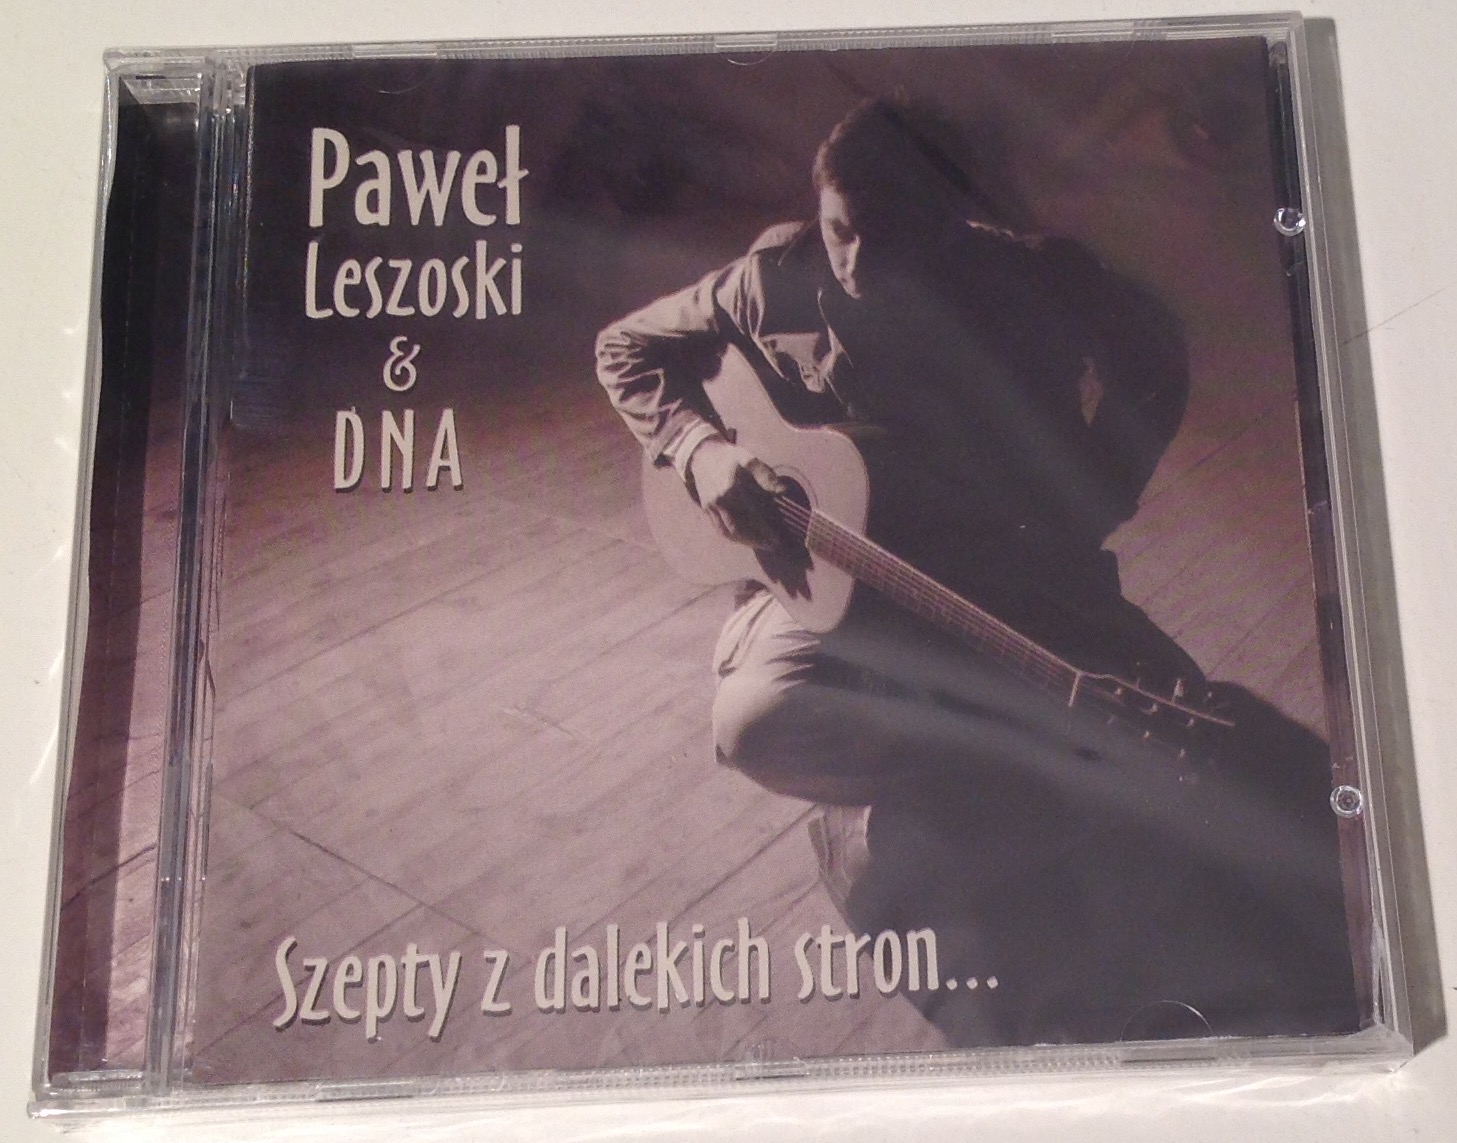 Paweł
Leszoski
&
DNA
Szepty z dalekich stron...